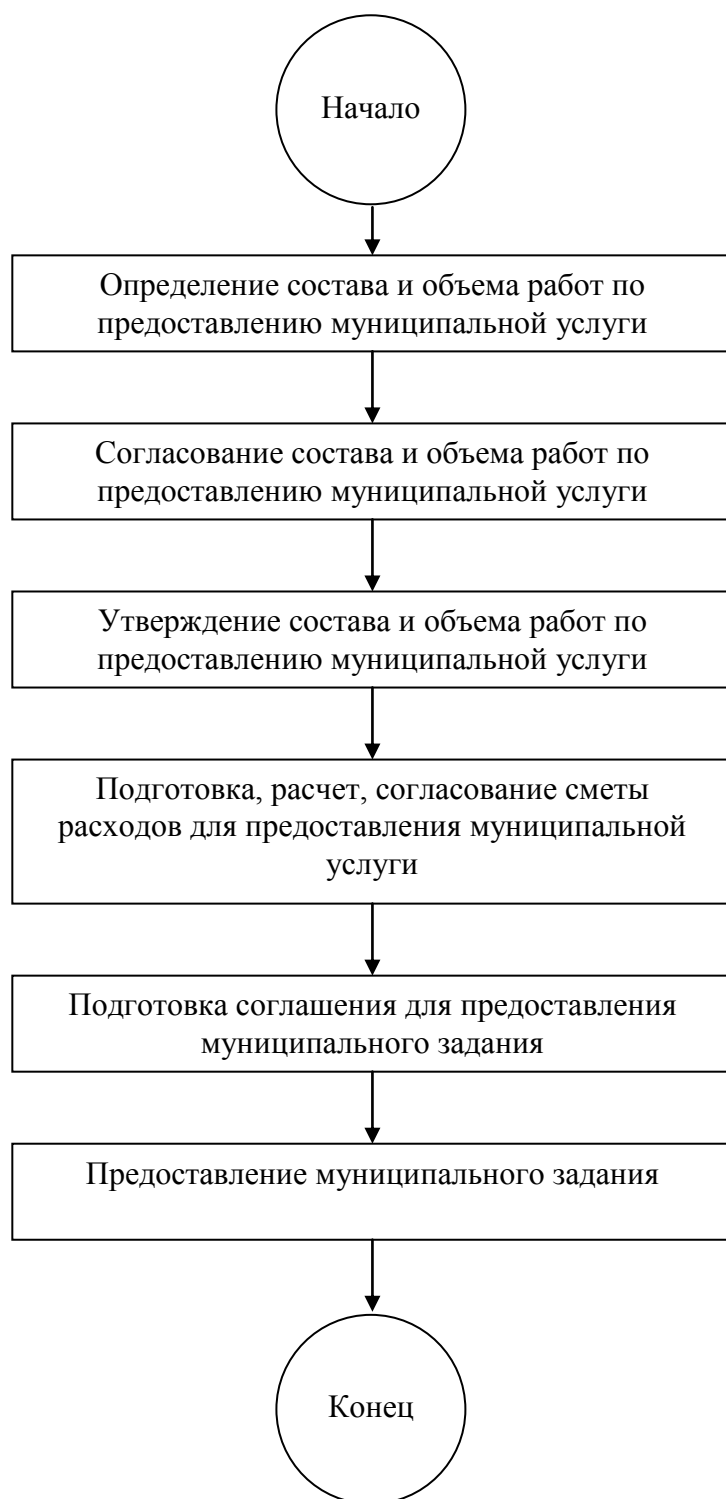 Начало
Определение состава и объема работ по
предоставлению муниципальной услуги
Согласование состава и объема работ по
предоставлению муниципальной услуги
Утверждение состава и объема работ по
предоставлению муниципальной услуги
Подготовка, расчет, согласование сметы
расходов для предоставления муниципальной
услуги
Подготовка соглашения для предоставления
муниципального задания
Предоставление муниципального задания
Конец